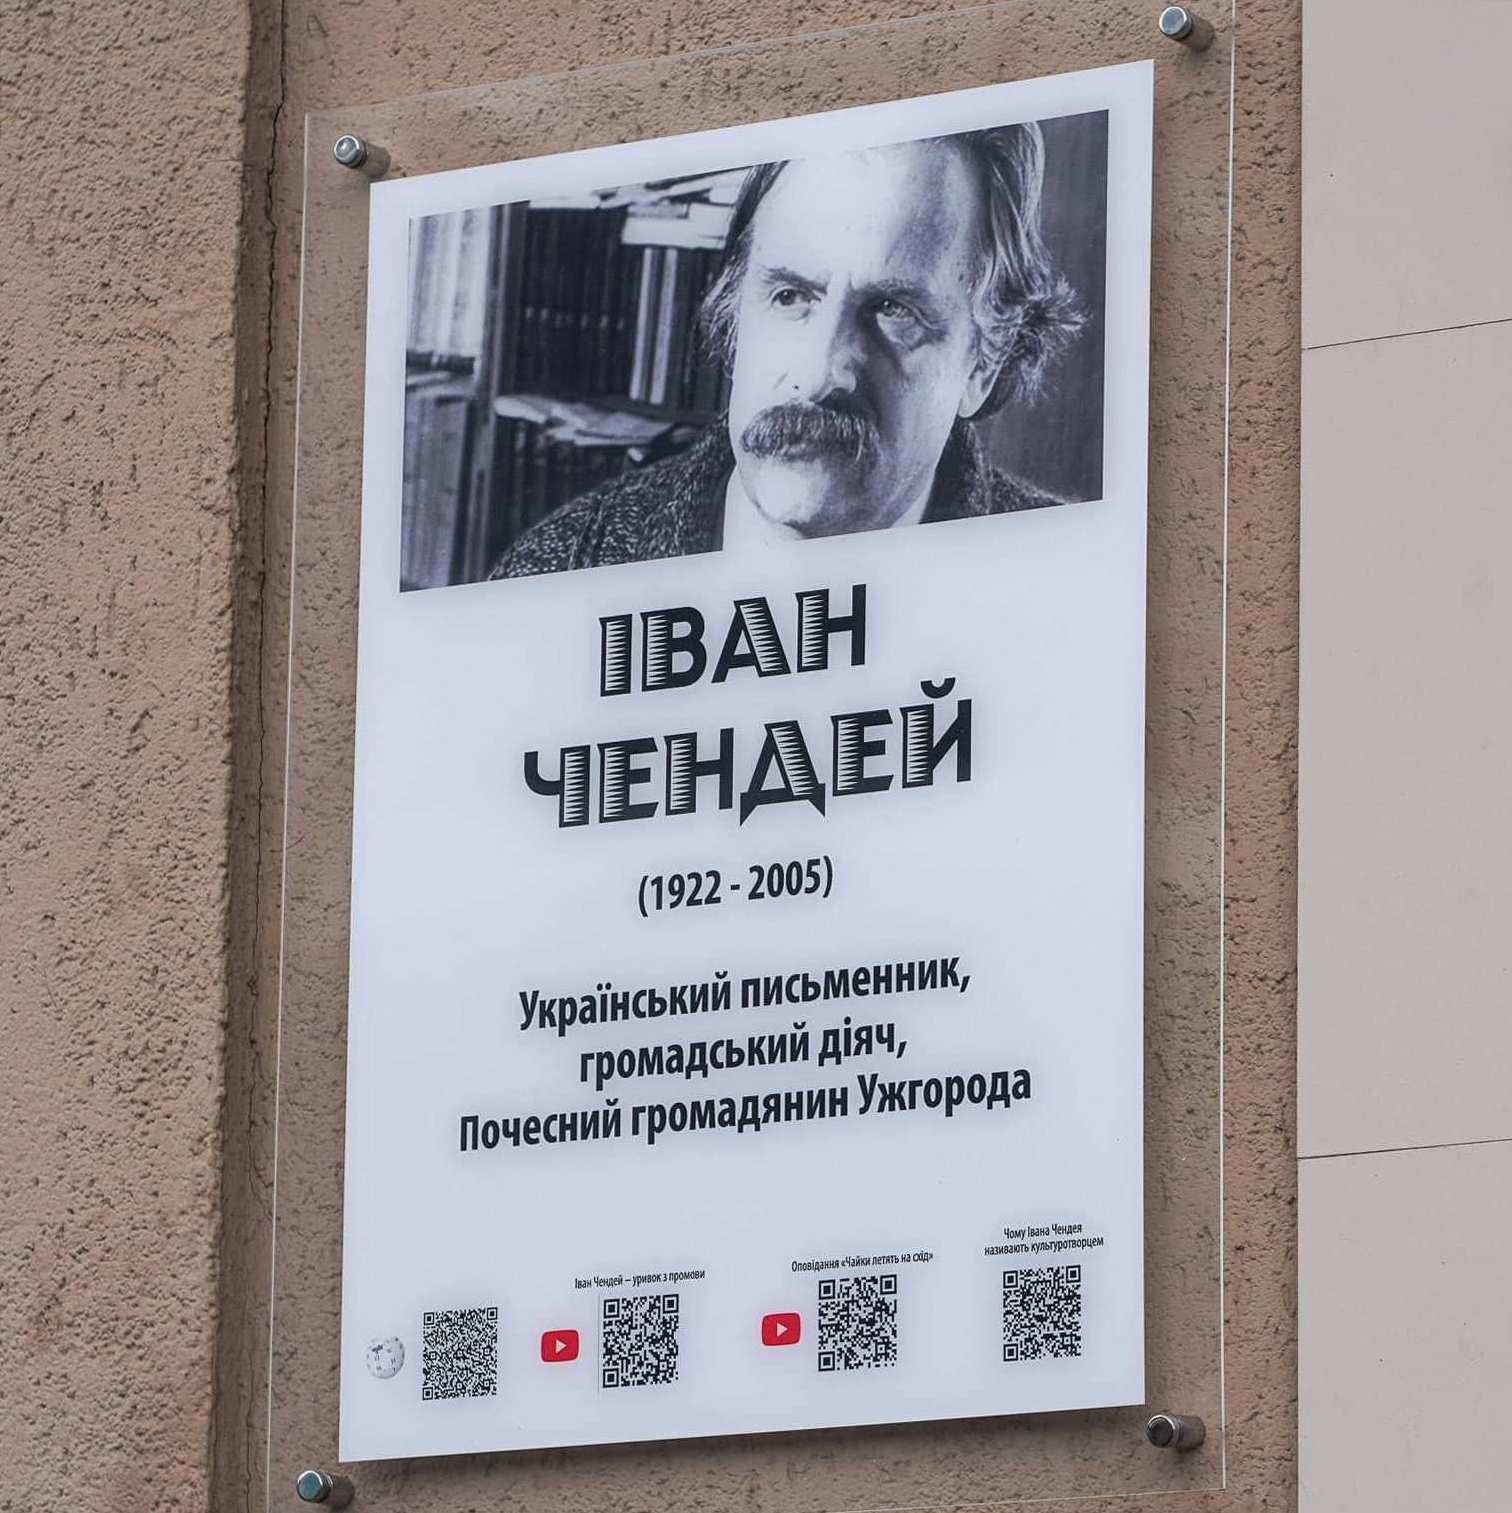 ІВАН
ЧЕНДЕЙ
(1922 - 2005)
Український письменник,
громадський діяч,
Почесний громадянин Ужгорода
Іван Чендей – уривок з промови
Оповідання «Чайки летять на схід»
Чому Івана Чендея
називають культуротворцем